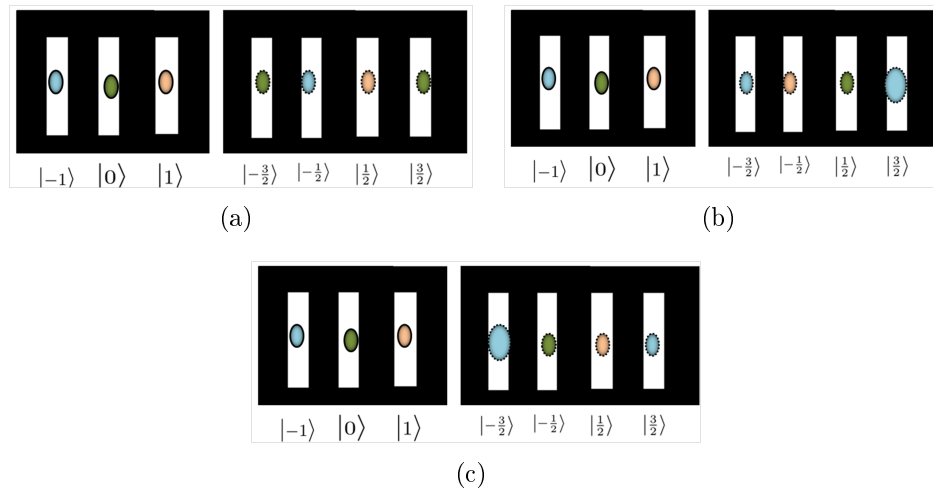 |−1⟩ |0⟩ |1⟩ |−3/2⟩ |−1/2⟩ |1/2⟩ |3/2⟩
(a)
|−1⟩ |0⟩ |1⟩ |−3/2⟩ |−1/2⟩ |1/2⟩ |3/2⟩
(b)
|−1⟩ |0⟩ |1⟩ |−3/2⟩ |−1/2⟩ |1/2⟩ |3/2⟩
(c)